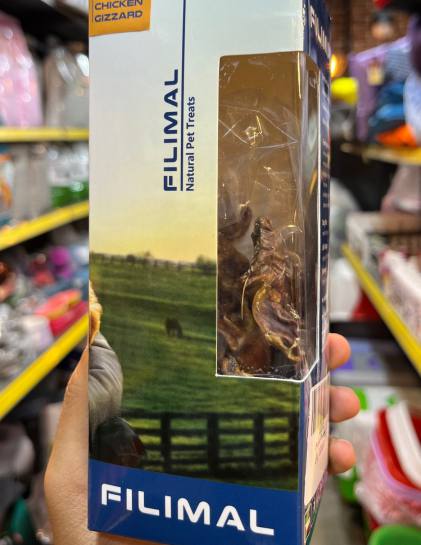 CHICKEN
GIZZARD
FILIMAL
Natural Pet Treats
FILIMAL